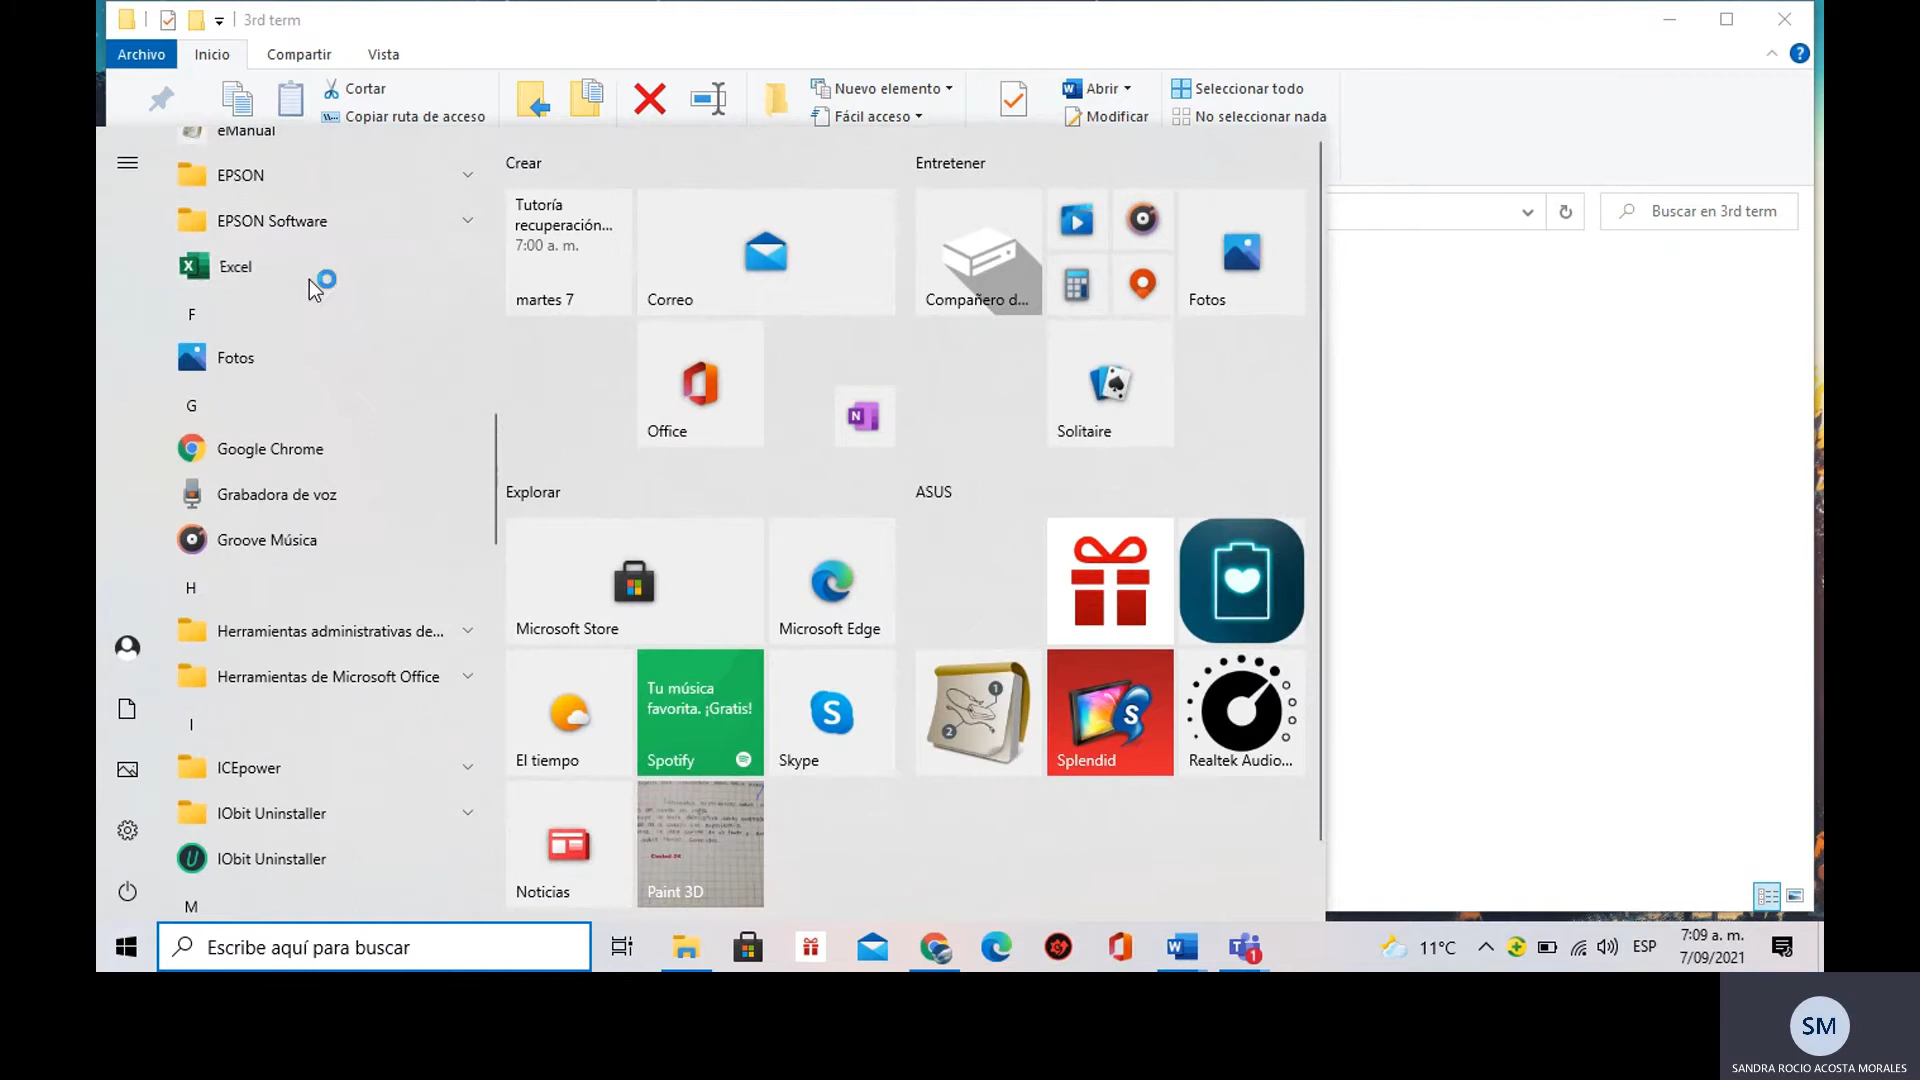 3rd term
Archivo
Inicio
Compartir
Vista
Cortar
Copiar ruta de acceso
Nuevo elemento
Fácil acceso
Abrir
Modificar
Seleccionar todo
No seleccionar nada
Buscar en 3rd term
eManual
EPSON
EPSON Software
Excel
F
Fotos
G
Google Chrome
Grabadora de voz
Groove Música
H
Herramientas administrativas de...
Herramientas de Microsoft Office
I
ICEpower
IObit Uninstaller
IObit Uninstaller
M
Crear
Tutoría
recuperación...
7:00 a. m.
martes 7
Correo
Office
Entretener
Compañero d...
Fotos
Solitaire
Explorar
Microsoft Store
Microsoft Edge
El tiempo
Tu música
favorita. ¡Gratis!
Spotify
Skype
Noticias
Paint 3D
ASUS
Splendid
Realtek Audio...
Escribe aquí para buscar
11°C
ESP
7:09 a. m.
7/09/2021
SM
SANDRA ROCIO ACOSTA MORALES